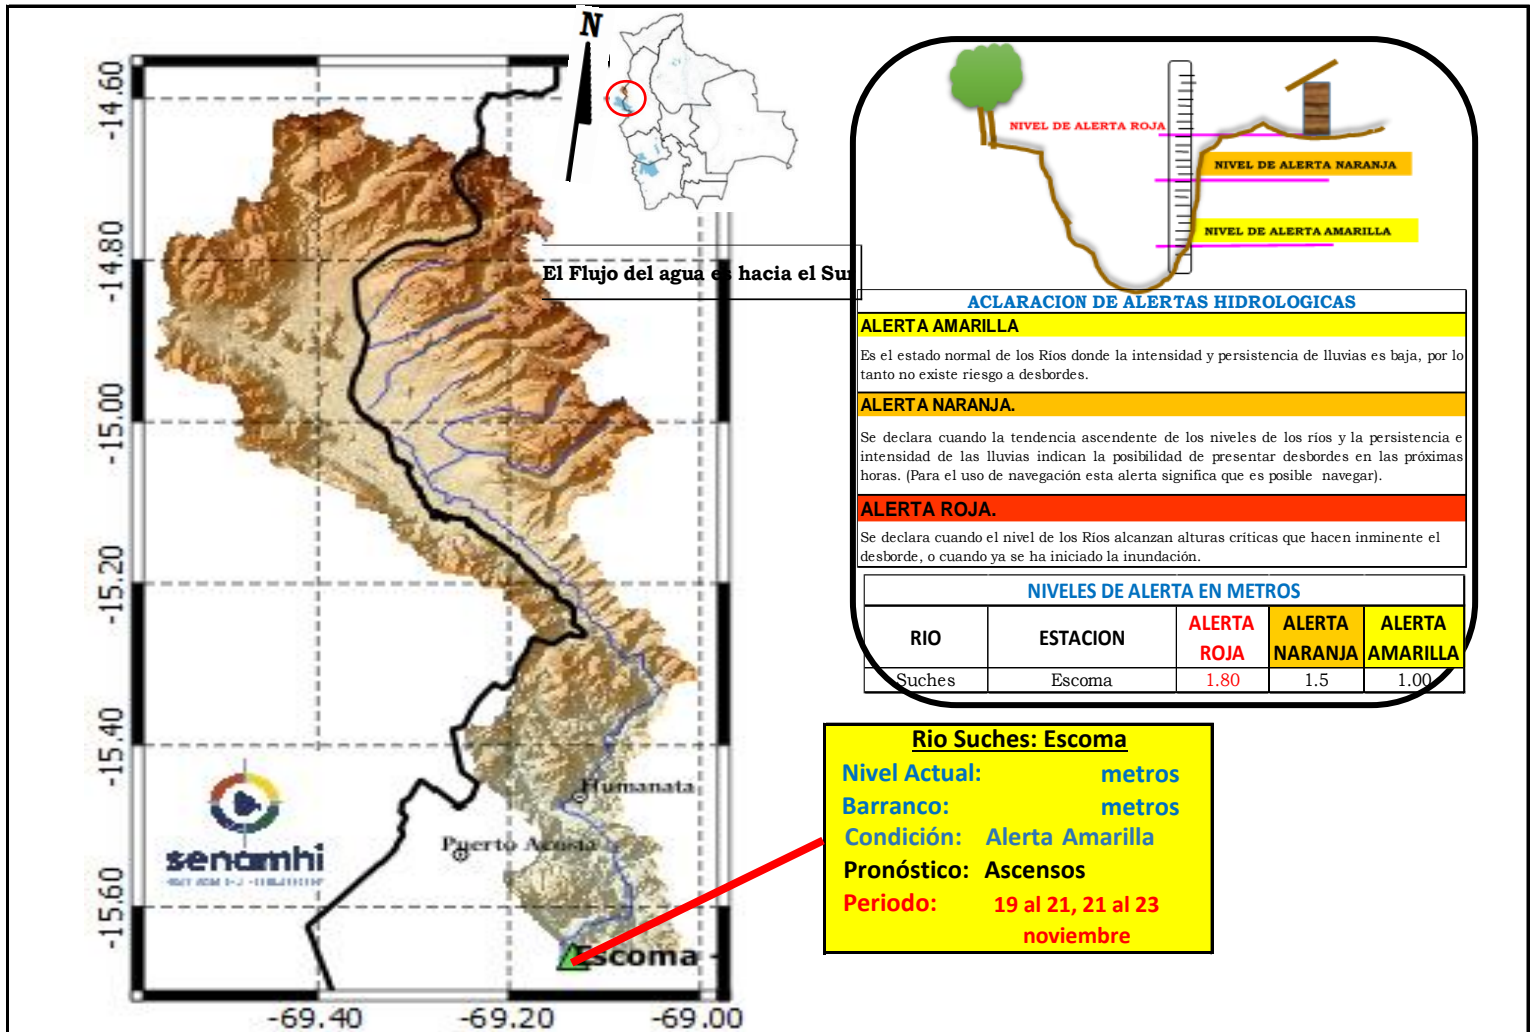 N
-14.60
-14.80
-15.00
-15.20
-15.40
-15.60
-69.40 -69.20 -69.00
El Flujo del agua es hacia el Sur
Humanata
Puerto Acosta
Escoma
senamhi
NIVEL DE ALERTA ROJA
NIVEL DE ALERTA NARANJA
NIVEL DE ALERTA AMARILLA
ACLARACION DE ALERTAS HIDROLOGICAS
ALERTA AMARILLA
Es el estado normal de los Ríos donde la intensidad y persistencia de lluvias es baja, por lo
tanto no existe riesgo a desbordes.
ALERTA NARANJA.
Se declara cuando la tendencia ascendente de los niveles de los ríos y la persistencia e
intensidad de las lluvias indican la posibilidad de presentar desbordes en las próximas
horas. (Para el uso de navegación esta alerta significa que es posible navegar).
ALERTA ROJA.
Se declara cuando el nivel de los Ríos alcanzan alturas críticas que hacen inminente el
desborde, o cuando ya se ha iniciado la inundación.
NIVELES DE ALERTA EN METROS
RIO ESTACION ALERTA ROJA ALERTA NARANJA ALERTA AMARILLA
Suches Escoma 1.80 1.5 1.00
Rio Suches: Escoma
Nivel Actual: metros
Barranco: metros
Condición: Alerta Amarilla
Pronóstico: Ascensos
Periodo: 19 al 21, 21 al 23
noviembre